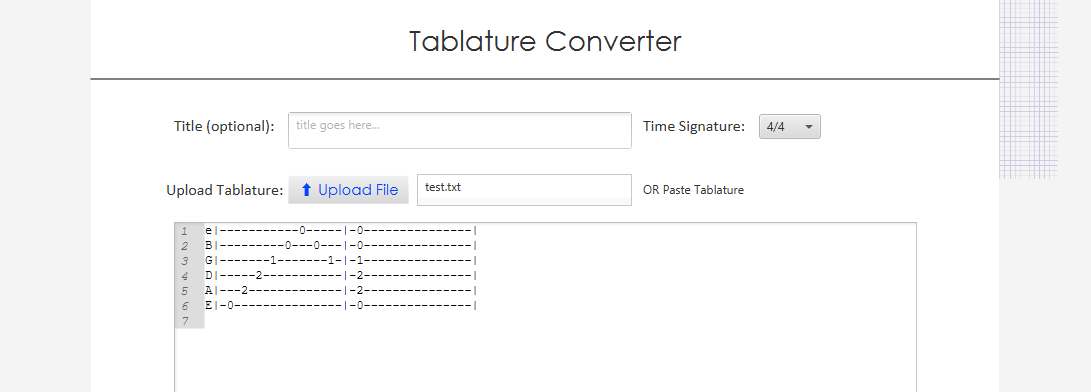 Tablature Converter
Title (optional): title goes here... Time Signature: 4/4
Upload Tablature: Upload File test.txt OR Paste Tablature
1 e|-----------0-----|-0---------------|
2 B|---------0---0---|-0---------------|
3 G|-------1-------1-|-1---------------|
4 D|-----2-----------|-2---------------|
5 A|---2-------------|-2---------------|
6 E|-0---------------|-0---------------|
7